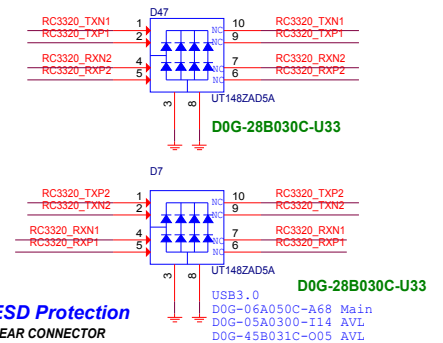 D47
RC3320_TXN1 1 10 RC3320_TXN1
RC3320_TXP1 2 NC 9 RC3320_TXP1
NC
RC3320_RXN2 4 7 RC3320_RXN2
RC3320_RXP2 5 NC 6 RC3320_RXP2
NC
3 8 UT148ZAD5A
D0G-28B030C-U33
D7
RC3320_TXP2 1 10 RC3320_TXP2
RC3320_TXN2 2 NC 9 RC3320_TXN2
NC
RC3320_RXN1 4 7 RC3320_RXN1
RC3320_RXP1 5 NC 6 RC3320_RXP1
NC
3 8 UT148ZAD5A
D0G-28B030C-U33
USB3.0
ESD Protection
D0G-06A050C-A68 Main
D0G-05A0300-I14 AVL
EAR CONNECTOR
D0G-45B031C-O05 AVL